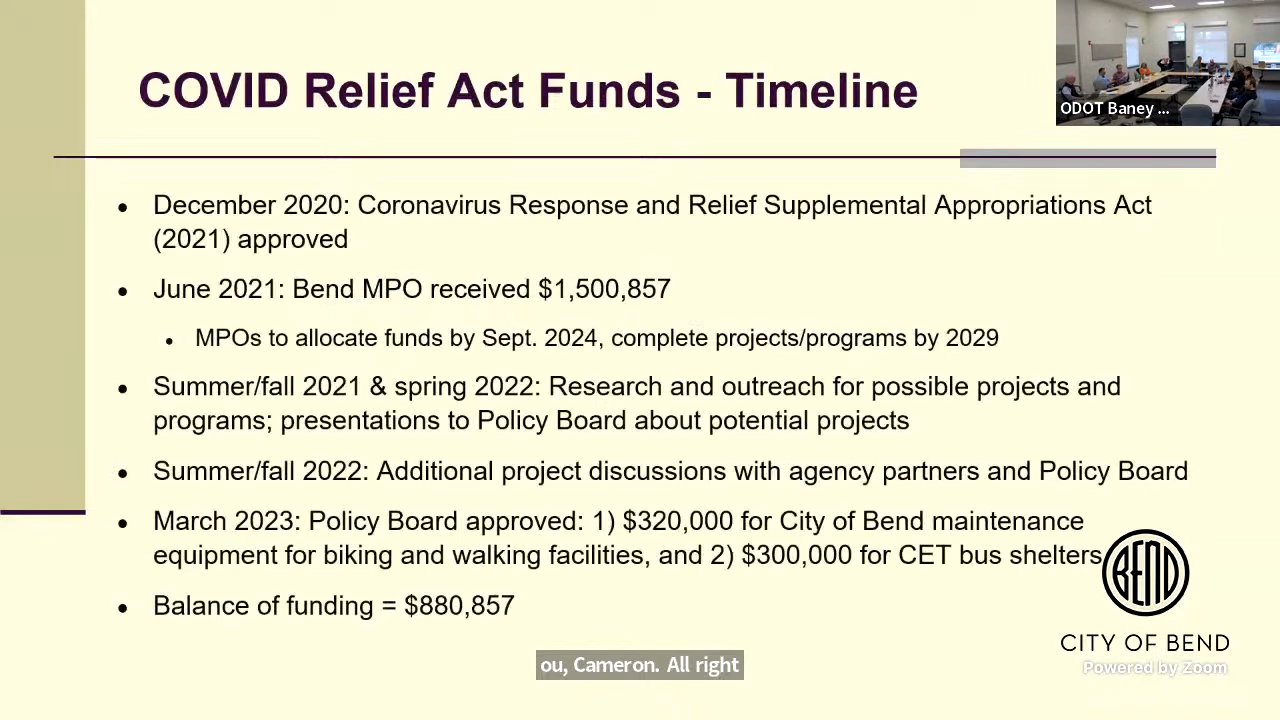 COVID Relief Act Funds - Timeline
ODOT Baney ...
• December 2020: Coronavirus Response and Relief Supplemental Appropriations Act
(2021) approved
• June 2021: Bend MPO received $1,500,857
• MPOs to allocate funds by Sept. 2024, complete projects/programs by 2029
• Summer/fall 2021 & spring 2022: Research and outreach for possible projects and
programs; presentations to Policy Board about potential projects
• Summer/fall 2022: Additional project discussions with agency partners and Policy Board
• March 2023: Policy Board approved: 1) $320,000 for City of Bend maintenance
equipment for biking and walking facilities, and 2) $300,000 for CET bus shelters
• Balance of funding = $880,857
BEND
CITY OF BEND
Powered by Zoom
ou, Cameron. All right